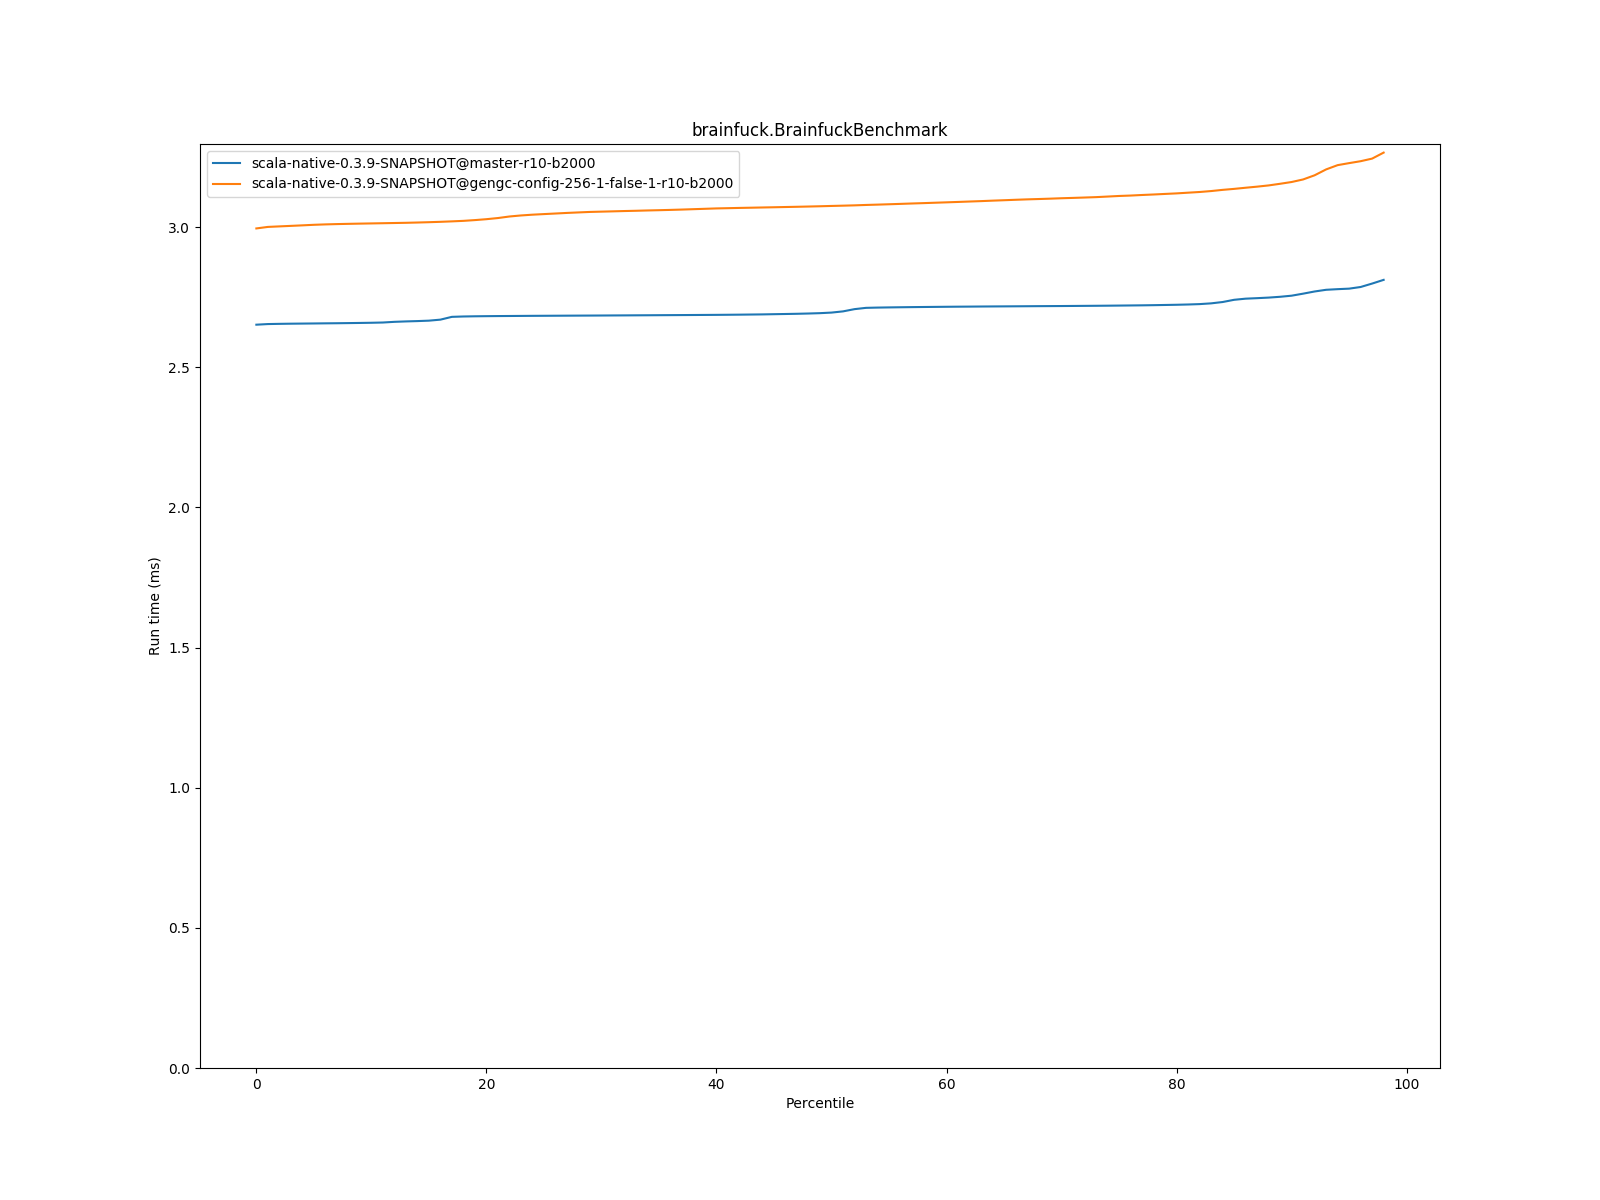 brainfuck.BrainfuckBenchmark
scala-native-0.3.9-SNAPSHOT@master-r10-b2000
scala-native-0.3.9-SNAPSHOT@gengc-config-256-1-false-1-r10-b2000
3.0
2.5
2.0
1.5
1.0
0.5
0.0
Run time (ms)
0 20 40 60 80 100
Percentile